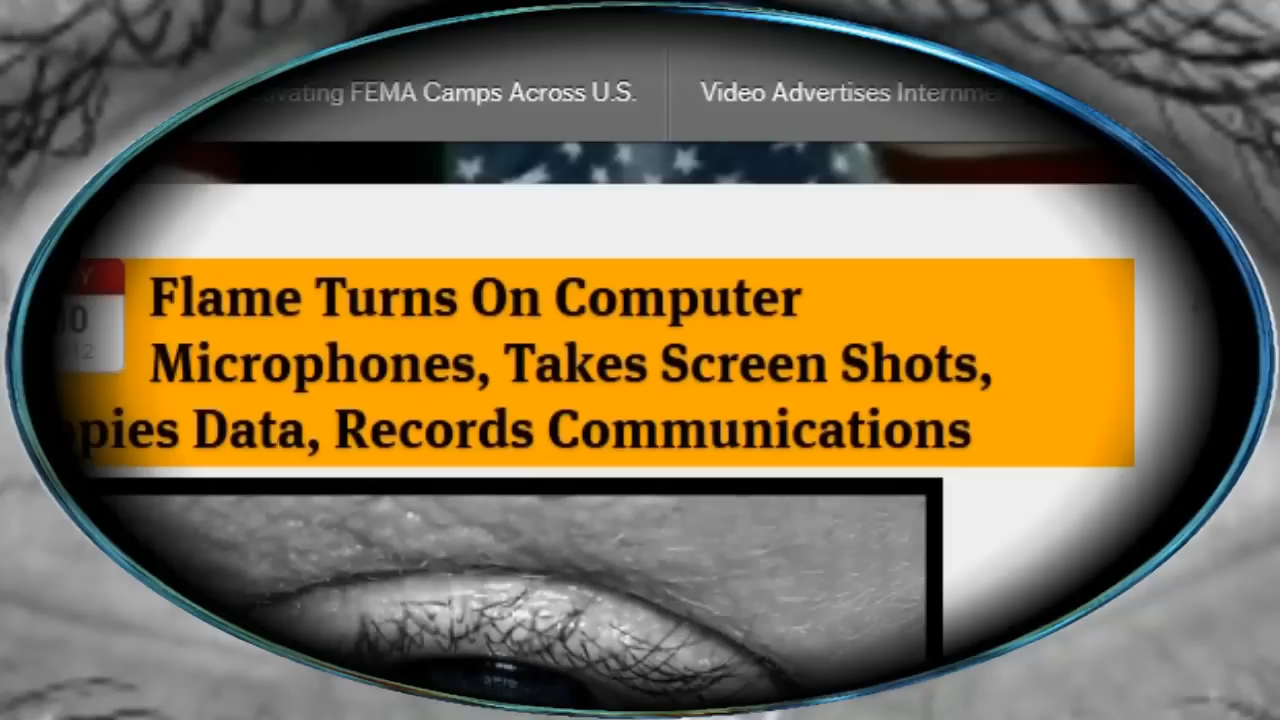 FEMA Camps Across U.S. Video Advertises
Flame Turns On Computer
Microphones, Takes Screen Shots,
Data, Records Communications